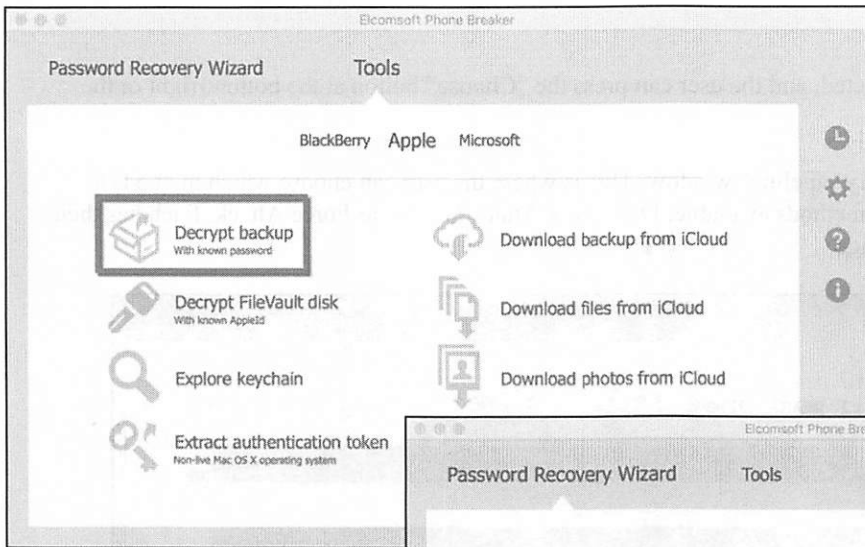 Elcomsoft Phone Breaker
Password Recovery Wizard
Tools
BlackBerry Apple Microsoft
Decrypt backup
With known password
Decrypt FileVault disk
With known AppleId
Explore keychain
Extract authentication token
Non-live Mac OS X operating system
Download backup from iCloud
Download files from iCloud
Download photos from iCloud
Elcomsoft Phone Bre
Password Recovery Wizard
Tools